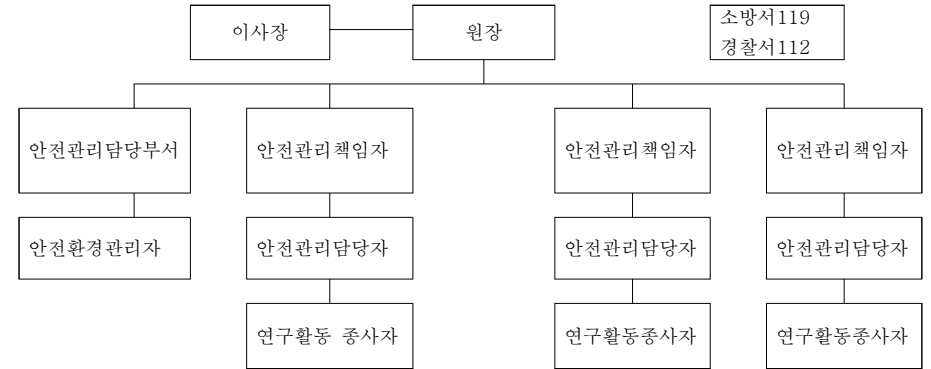 이사장
원장
소방서119
경찰서112
안전관리담당부서
안전관리책임자
안전관리책임자
안전관리책임자
안전환경관리자
안전관리담당자
안전관리담당자
안전관리담당자
연구활동 종사자
연구활동종사자
연구활동종사자